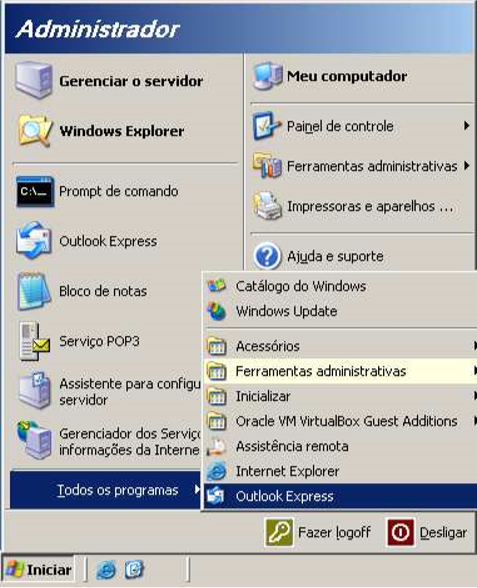 Administrador
Gerenciar o servidor
Windows Explorer
Prompt de comando
Outlook Express
Bloco de notas
Serviço POP3
Assistente para configu
servidor
Gerenciador dos Serviç
informações da Interne
Todos os programas
Meu computador
Painel de controle
Ferramentas administrativas
Impressoras e aparelhos ...
Ajuda e suporte
Catálogo do Windows
Windows Update
Acessórios
Ferramentas administrativas
Inicializar
Oracle VM VirtualBox Guest Additions
Assistência remota
Internet Explorer
Outlook Express
Fazer logoff
Desligar
Iniciar